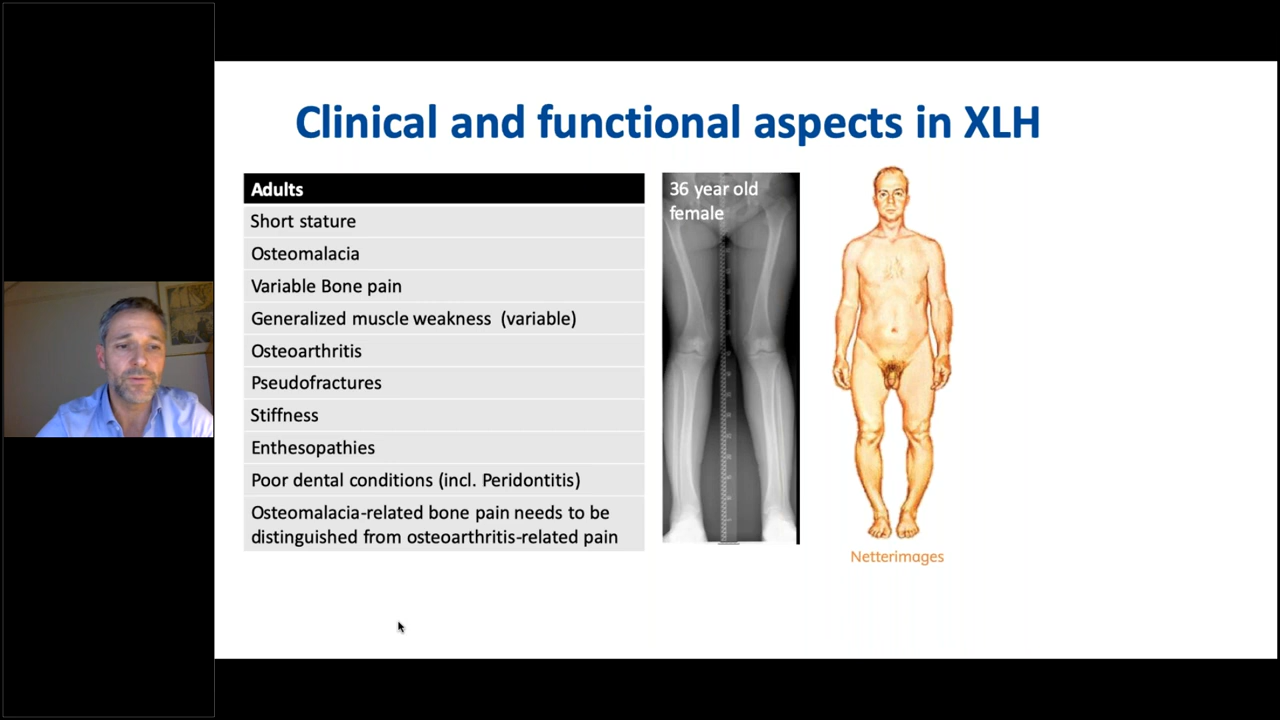 Clinical and functional aspects in XLH
Adults
Short stature
Osteomalacia
Variable Bone pain
Generalized muscle weakness (variable)
Osteoarthritis
Pseudofractures
Stiffness
Enthesopathies
Poor dental conditions (incl. Peridontitis)
Osteomalacia-related bone pain needs to be
distinguished from osteoarthritis-related pain
36 year old
female
Netterimages